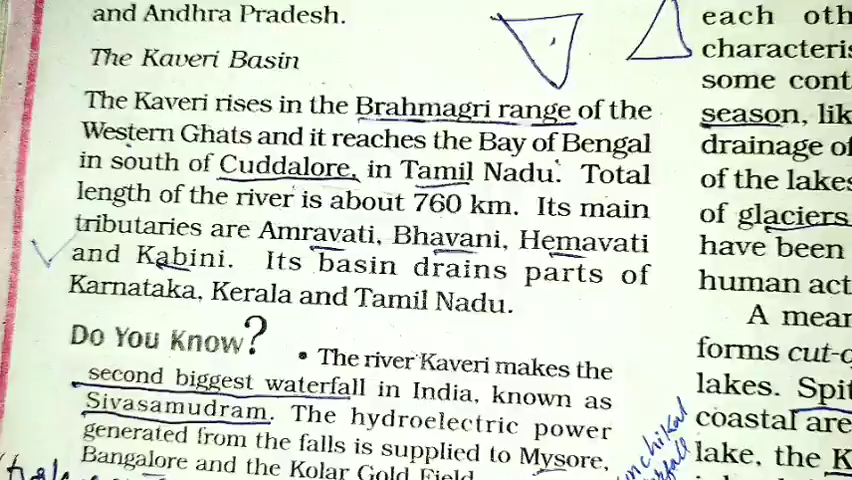 and Andhra Pradesh.
The Kaveri Basin
The Kaveri rises in the Brahmagri range of the
Western Ghats and it reaches the Bay of Bengal
in south of Cuddalore, in Tamil Nadu. Total
length of the river is about 760 km. Its main
tributaries are Amravati, Bhavani, Hemavati
and Kabini. Its basin drains parts of
Karnataka, Kerala and Tamil Nadu.
Do You Know?
• The river Kaveri makes the
second biggest waterfall in India, known as
Sivasamudram. The hydroelectric power
generated from the falls is supplied to Mysore,
Bangalore and the Kolar Gold Field.
each oth
characteris
some cont
season, lik
drainage of
of the lakes
of glaciers
have been
human act
A mean
forms cut-o
lakes. Spit
coastal are
lake, the K